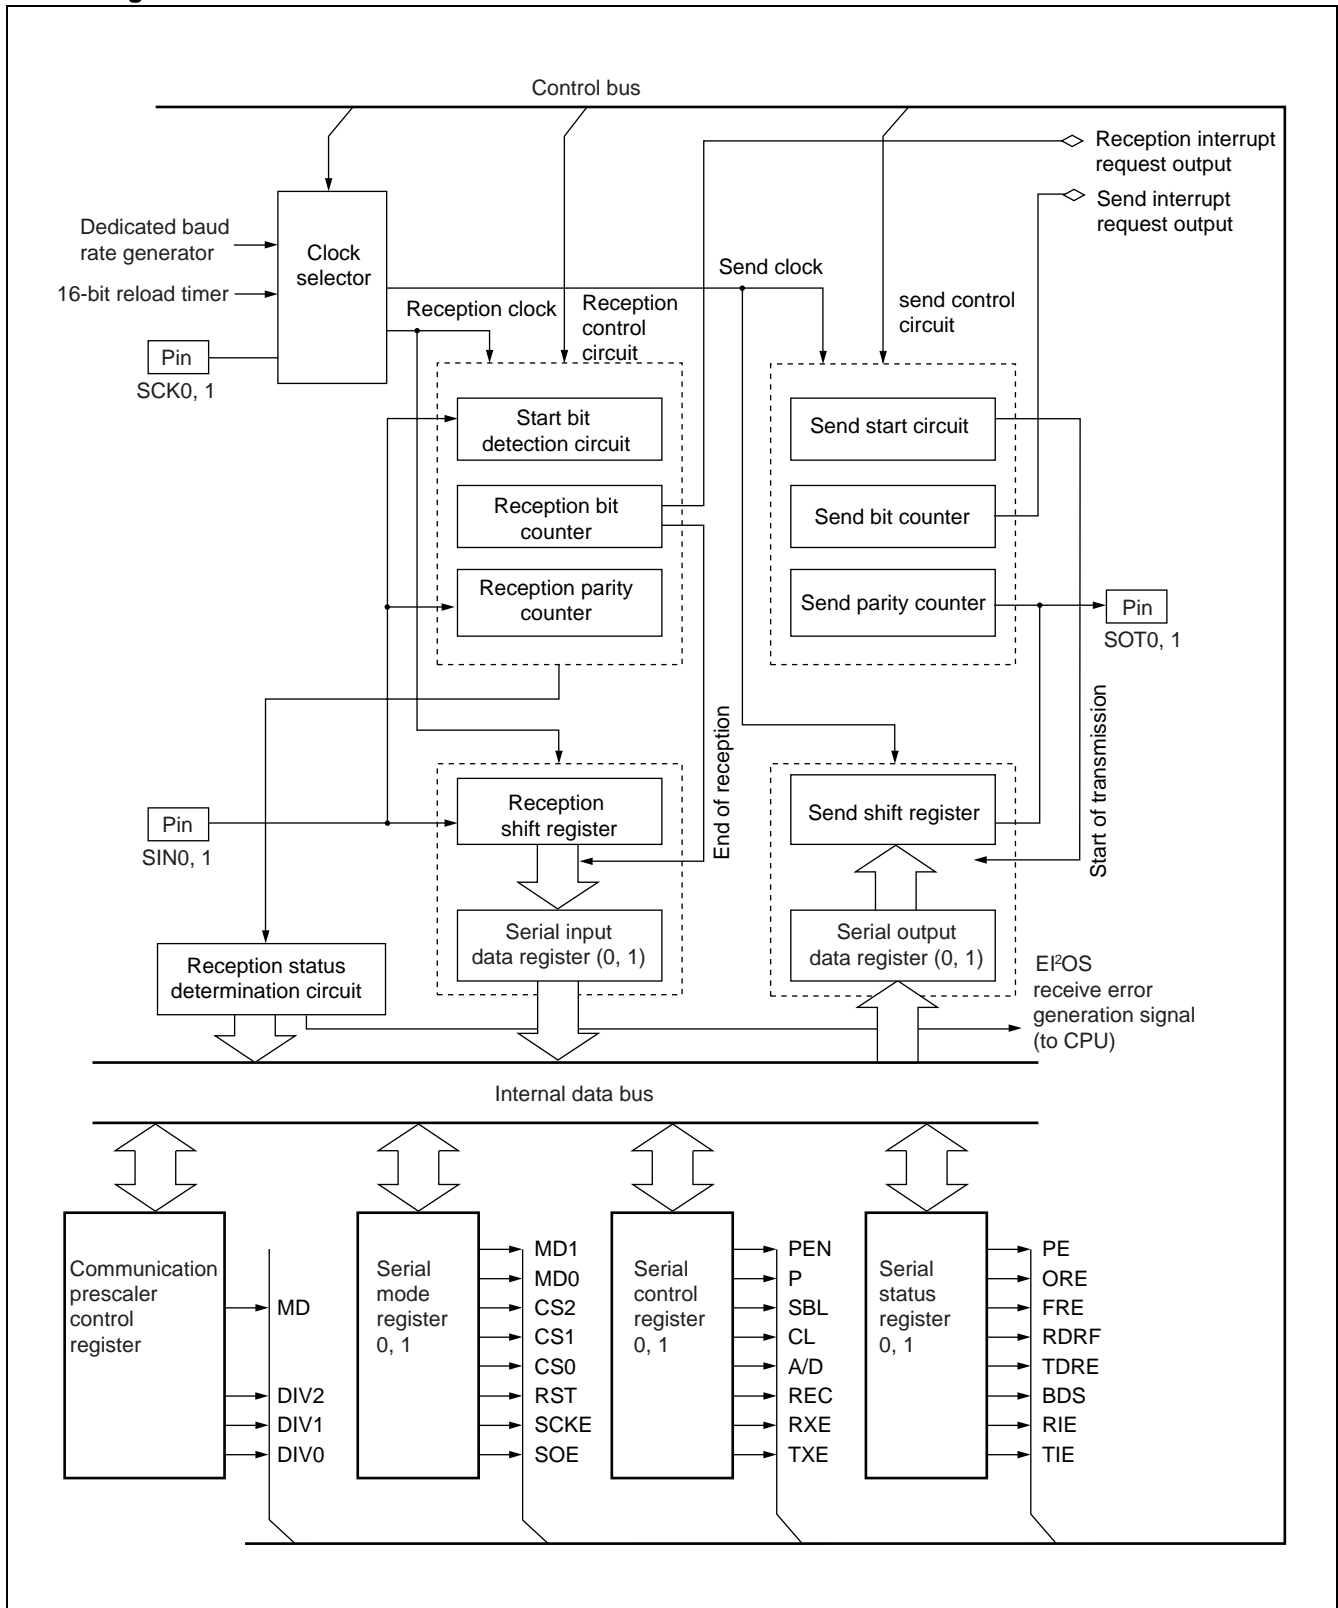 Control bus
Reception interrupt
request output
Send interrupt
request output
Dedicated baud
rate generator
16-bit reload timer
Clock
selector
Pin
SCK0, 1
Send clock
Reception clock
Reception
control
circuit
send control
circuit
Start bit
detection circuit
Reception bit
counter
Reception parity
counter
Send start circuit
Send bit counter
Send parity counter
Pin
SOT0, 1
End of reception
Start of transmission
Pin
SIN0, 1
Reception
shift register
Send shift register
Serial input
data register (0, 1)
Serial output
data register (0, 1)
Reception status
determination circuit
EI²OS
receive error
generation signal
(to CPU)
Internal data bus
Communication
prescaler
control
register
MD
DIV2
DIV1
DIV0
Serial
mode
register
0, 1
MD1
MD0
CS2
CS1
CS0
RST
SCKE
SOE
Serial
control
register
0, 1
PEN
P
SBL
CL
A/D
REC
RXE
TXE
Serial
status
register
0, 1
PE
ORE
FRE
RDRF
TDRE
BDS
RIE
TIE